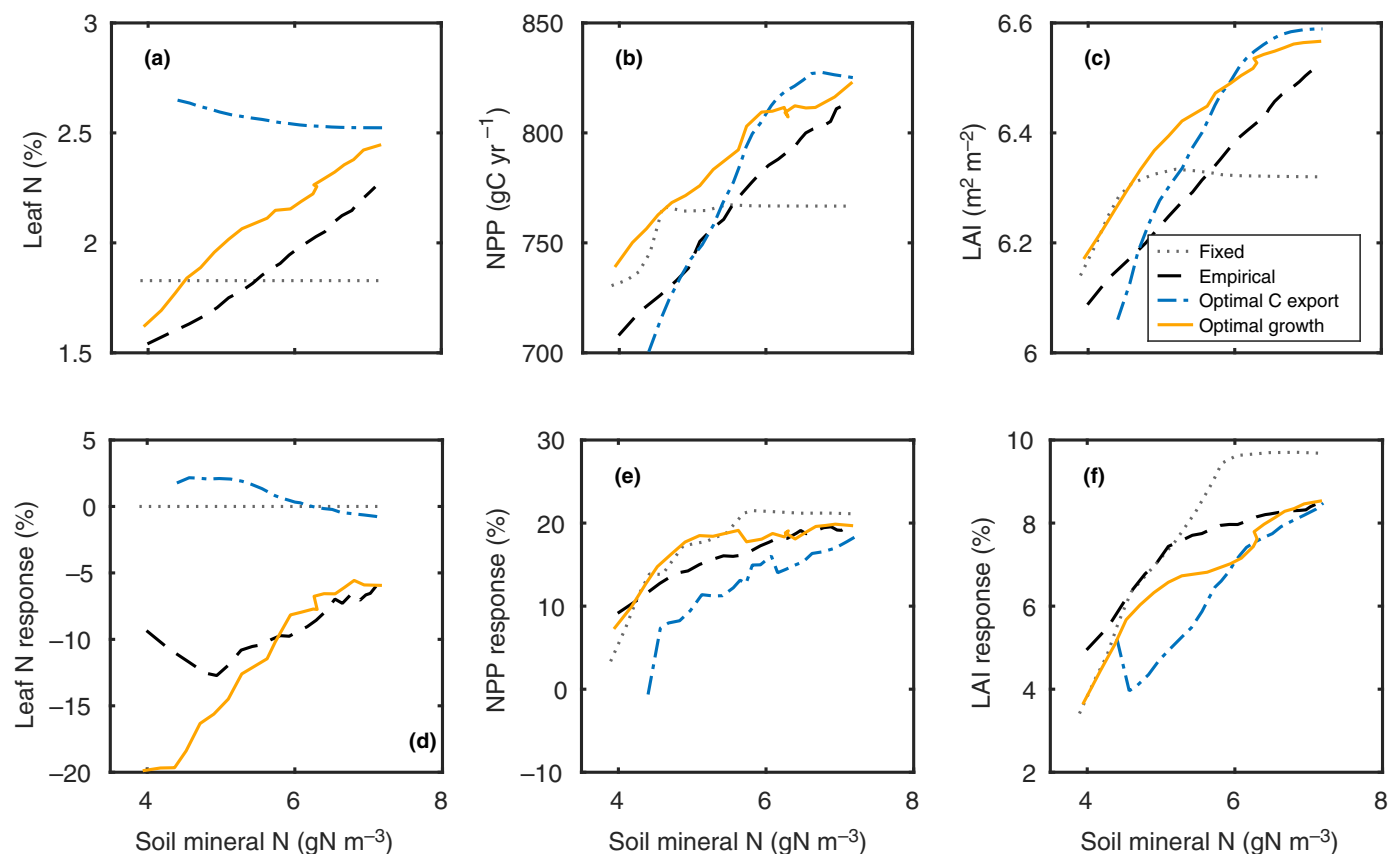 (a)
Leaf N (%)
3
2.5
2
1.5
(b)
NPP (gC yr⁻¹)
850
800
750
700
(c)
LAI (m² m⁻²)
6.6
6.4
6.2
6
Fixed
Empirical
Optimal C export
Optimal growth
(d)
Leaf N response (%)
5
0
−5
−10
−15
−20
4 6 8
Soil mineral N (gN m⁻³)
(e)
NPP response (%)
30
20
10
0
−10
4 6 8
Soil mineral N (gN m⁻³)
(f)
LAI response (%)
10
8
6
4
2
4 6 8
Soil mineral N (gN m⁻³)